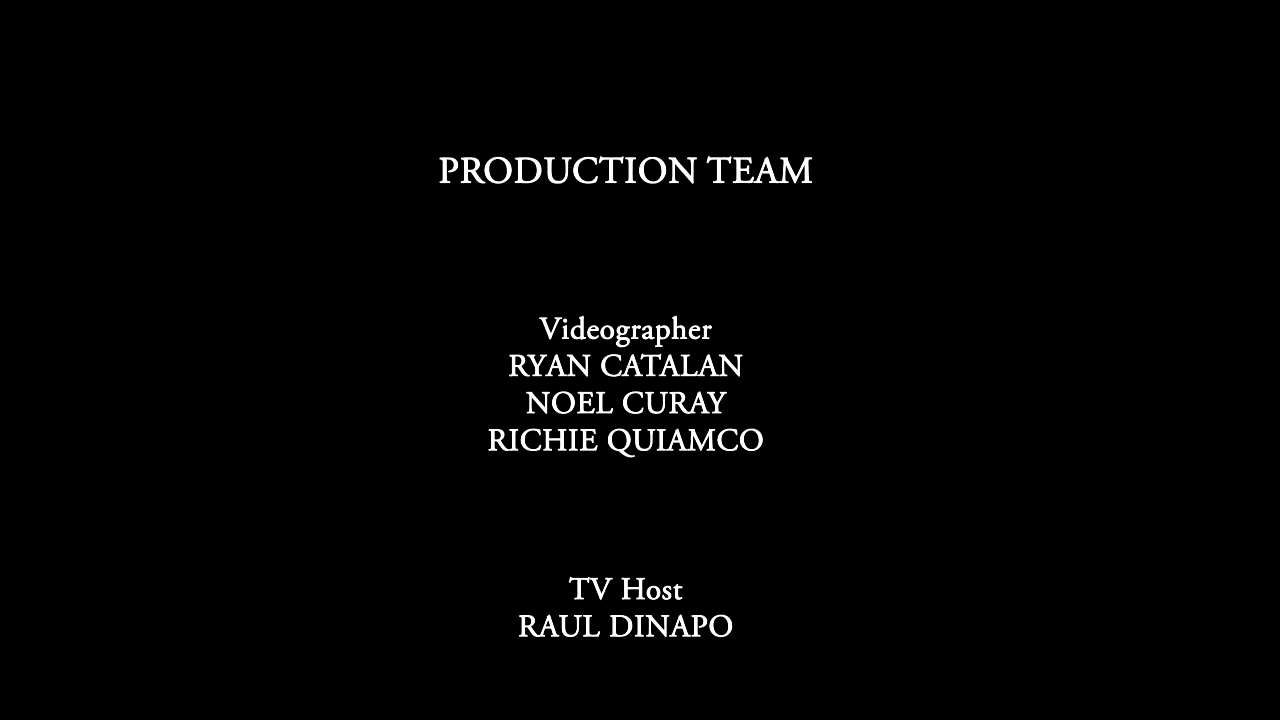 PRODUCTION TEAM
Videographer
RYAN CATALAN
NOEL CURAY
RICHIE QUIAMCO
TV Host
RAUL DINAPO